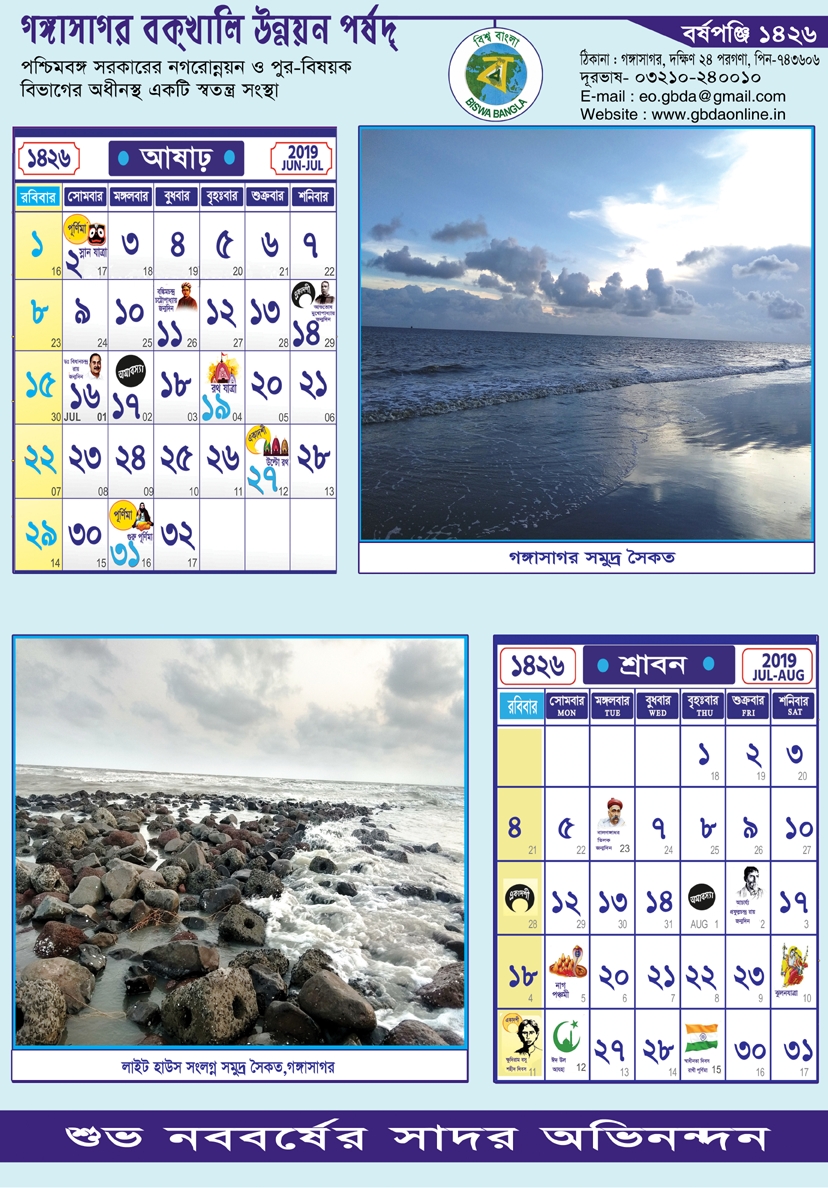 গঙ্গাসাগর বক্‌খালি উন্নয়ন পর্ষদ্
পশ্চিমবঙ্গ সরকারের নগরোন্নয়ন ও পুর-বিষয়ক
বিভাগের অধীনস্থ একটি স্বতন্ত্র সংস্থা
বিশ্ব বাংলা
ব
BISWA BANGLA
বর্ষপঞ্জি ১৪২৬
ঠিকানা : গঙ্গাসাগর, দক্ষিণ ২৪ পরগণা, পিন-৭৪৩৬০৬
দূরভাষ- ০৩২১০-২৪০০১০
E-mail : eo.gbda@gmail.com
Website : www.gbdaonline.in
১৪২৬ আষাঢ় 2019
JUN-JUL
রবিবার সোমবার মঙ্গলবার বুধবার বৃহঃবার শুক্রবার শনিবার
পূর্ণিমা
স্নান যাত্রা
১ ২ ৩ ৪ ৫ ৬ ৭
16 17 18 19 20 21 22
বঙ্কিমচন্দ্র চট্টোপাধ্যায় জন্মদিন একাদশী আশুতোষ মুখোপাধ্যায় জন্মদিন
৮ ৯ ১০ ১১ ১২ ১৩ ১৪
23 24 25 26 27 28 29
ডাঃ বিধানচন্দ্র রায় জন্মদিন অমাবস্যা রথ যাত্রা
১৫ ১৬ ১৭ ১৮ ১৯ ২০ ২১
30 JUL 01 02 03 04 05 06
একাদশী উল্টো রথ
২২ ২৩ ২৪ ২৫ ২৬ ২৭ ২৮
07 08 09 10 11 12 13
পূর্ণিমা গুরু পূর্ণিমা
২৯ ৩০ ৩১ ৩২
14 15 16 17
গঙ্গাসাগর সমুদ্র সৈকত
১৪২৬ শ্রাবন 2019
JUL-AUG
রবিবার সোমবার মঙ্গলবার বুধবার বৃহঃবার শুক্রবার শনিবার
MON TUE WED THU FRI SAT
১ ২ ৩
18 19 20
৪ ৫ বালগঙ্গাধর তিলক জন্মদিন ৭ ৮ ৯ ১০
21 22 23 24 25 26 27
একাদশী ১২ ১৩ ১৪ অমাবস্যা আচার্য্য প্রফুল্লচন্দ্র রায় জন্মদিন ১৭
28 29 30 31 AUG 1 2 3
১৮ নাগ পঞ্চমী ২০ ২১ ২২ ২৩ ঝুলনযাত্রা
4 5 6 7 8 9 10
একাদশী ক্ষুদিরাম বসু শহীদ দিবস ঈদ উল আযহা ২৭ ২৮ স্বাধীনতা দিবস রাখী পূর্ণিমা ৩০ ৩১
11 12 13 14 15 16 17
লাইট হাউস সংলগ্ন সমুদ্র সৈকত,গঙ্গাসাগর
শুভ নববর্ষের সাদর অভিনন্দন